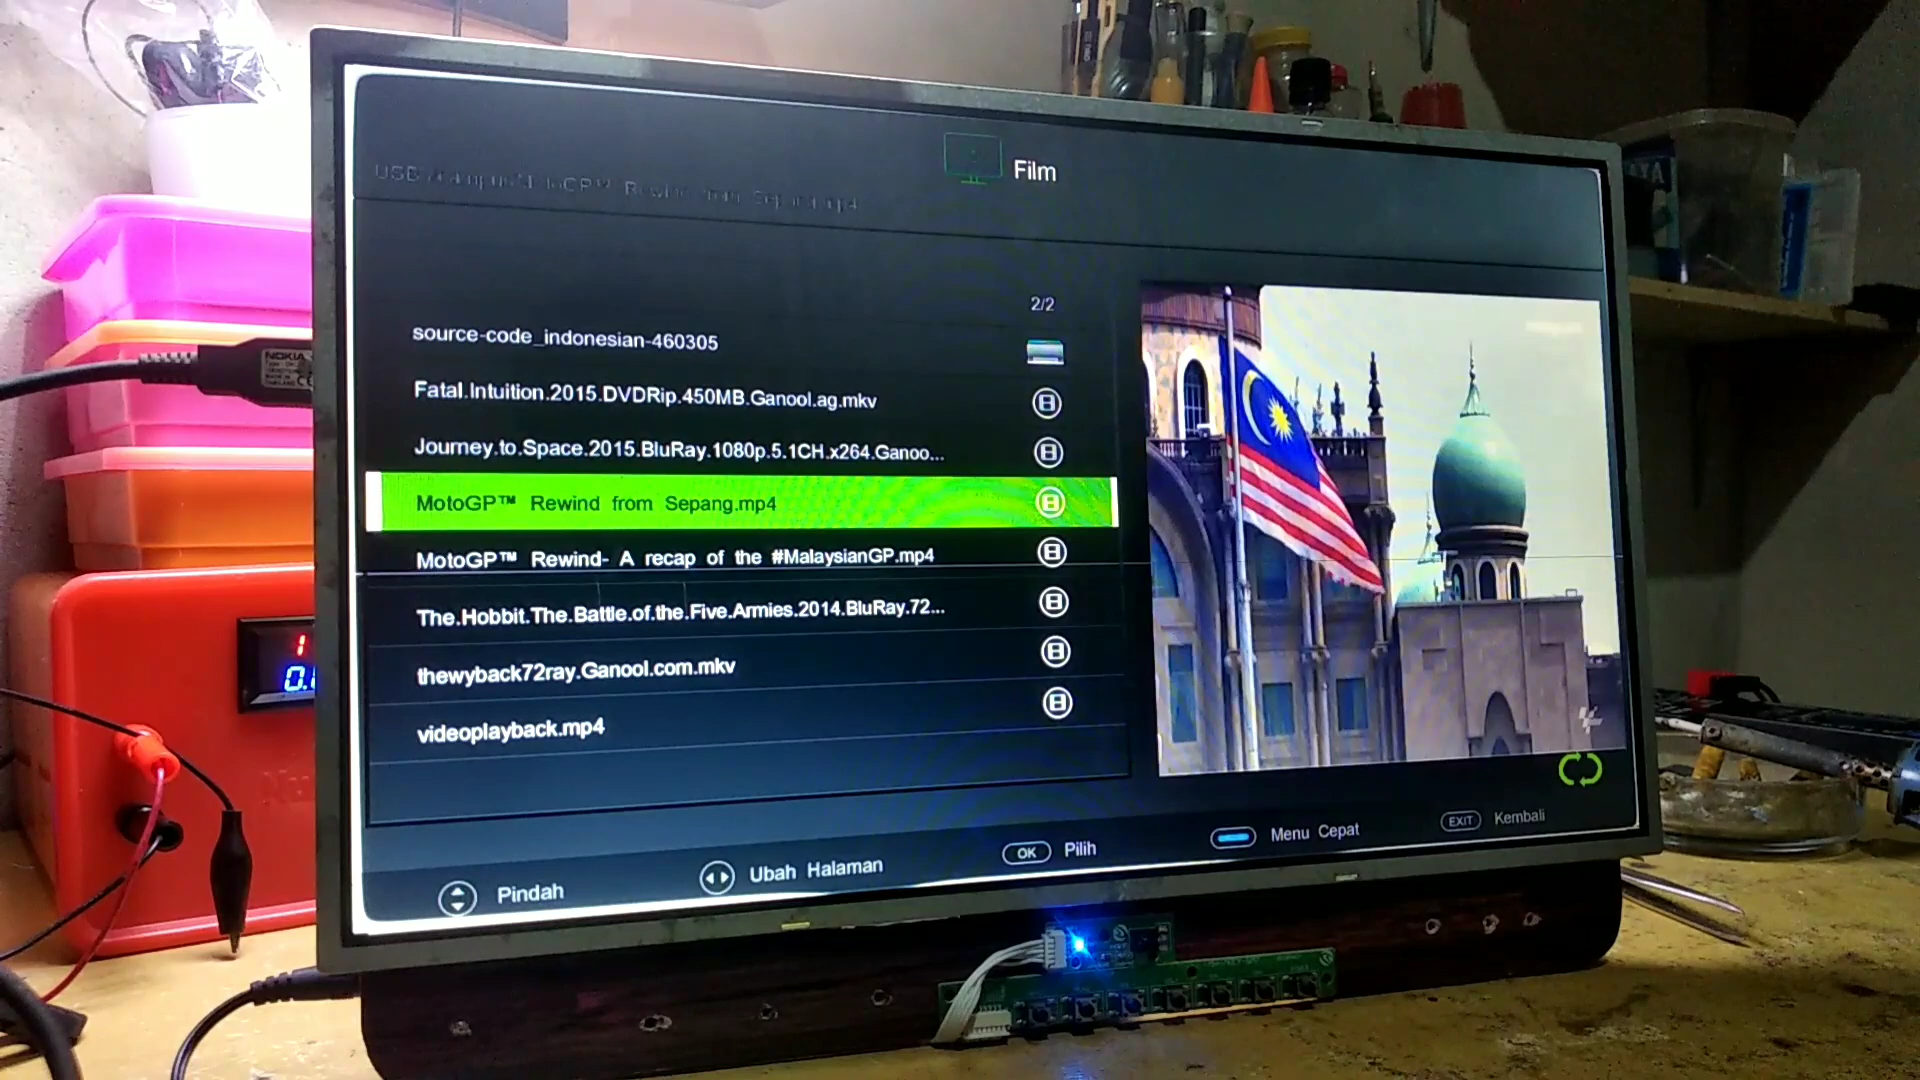 Film
2/2
source-code_indonesian-460305
Fatal.Intuition.2015.DVDRip.450MB.Ganool.ag.mkv
Journey.to.Space.2015.BluRay.1080p.5.1CH.x264.Ganoo...
MotoGP™ Rewind from Sepang.mp4
MotoGP™ Rewind- A recap of the #MalaysianGP.mp4
The.Hobbit.The.Battle.of.the.Five.Armies.2014.BluRay.72...
thewyback72ray.Ganool.com.mkv
videoplayback.mp4
Pindah
Ubah Halaman
OK Pilih
Menu Cepat
EXIT Kembali
NOKIA